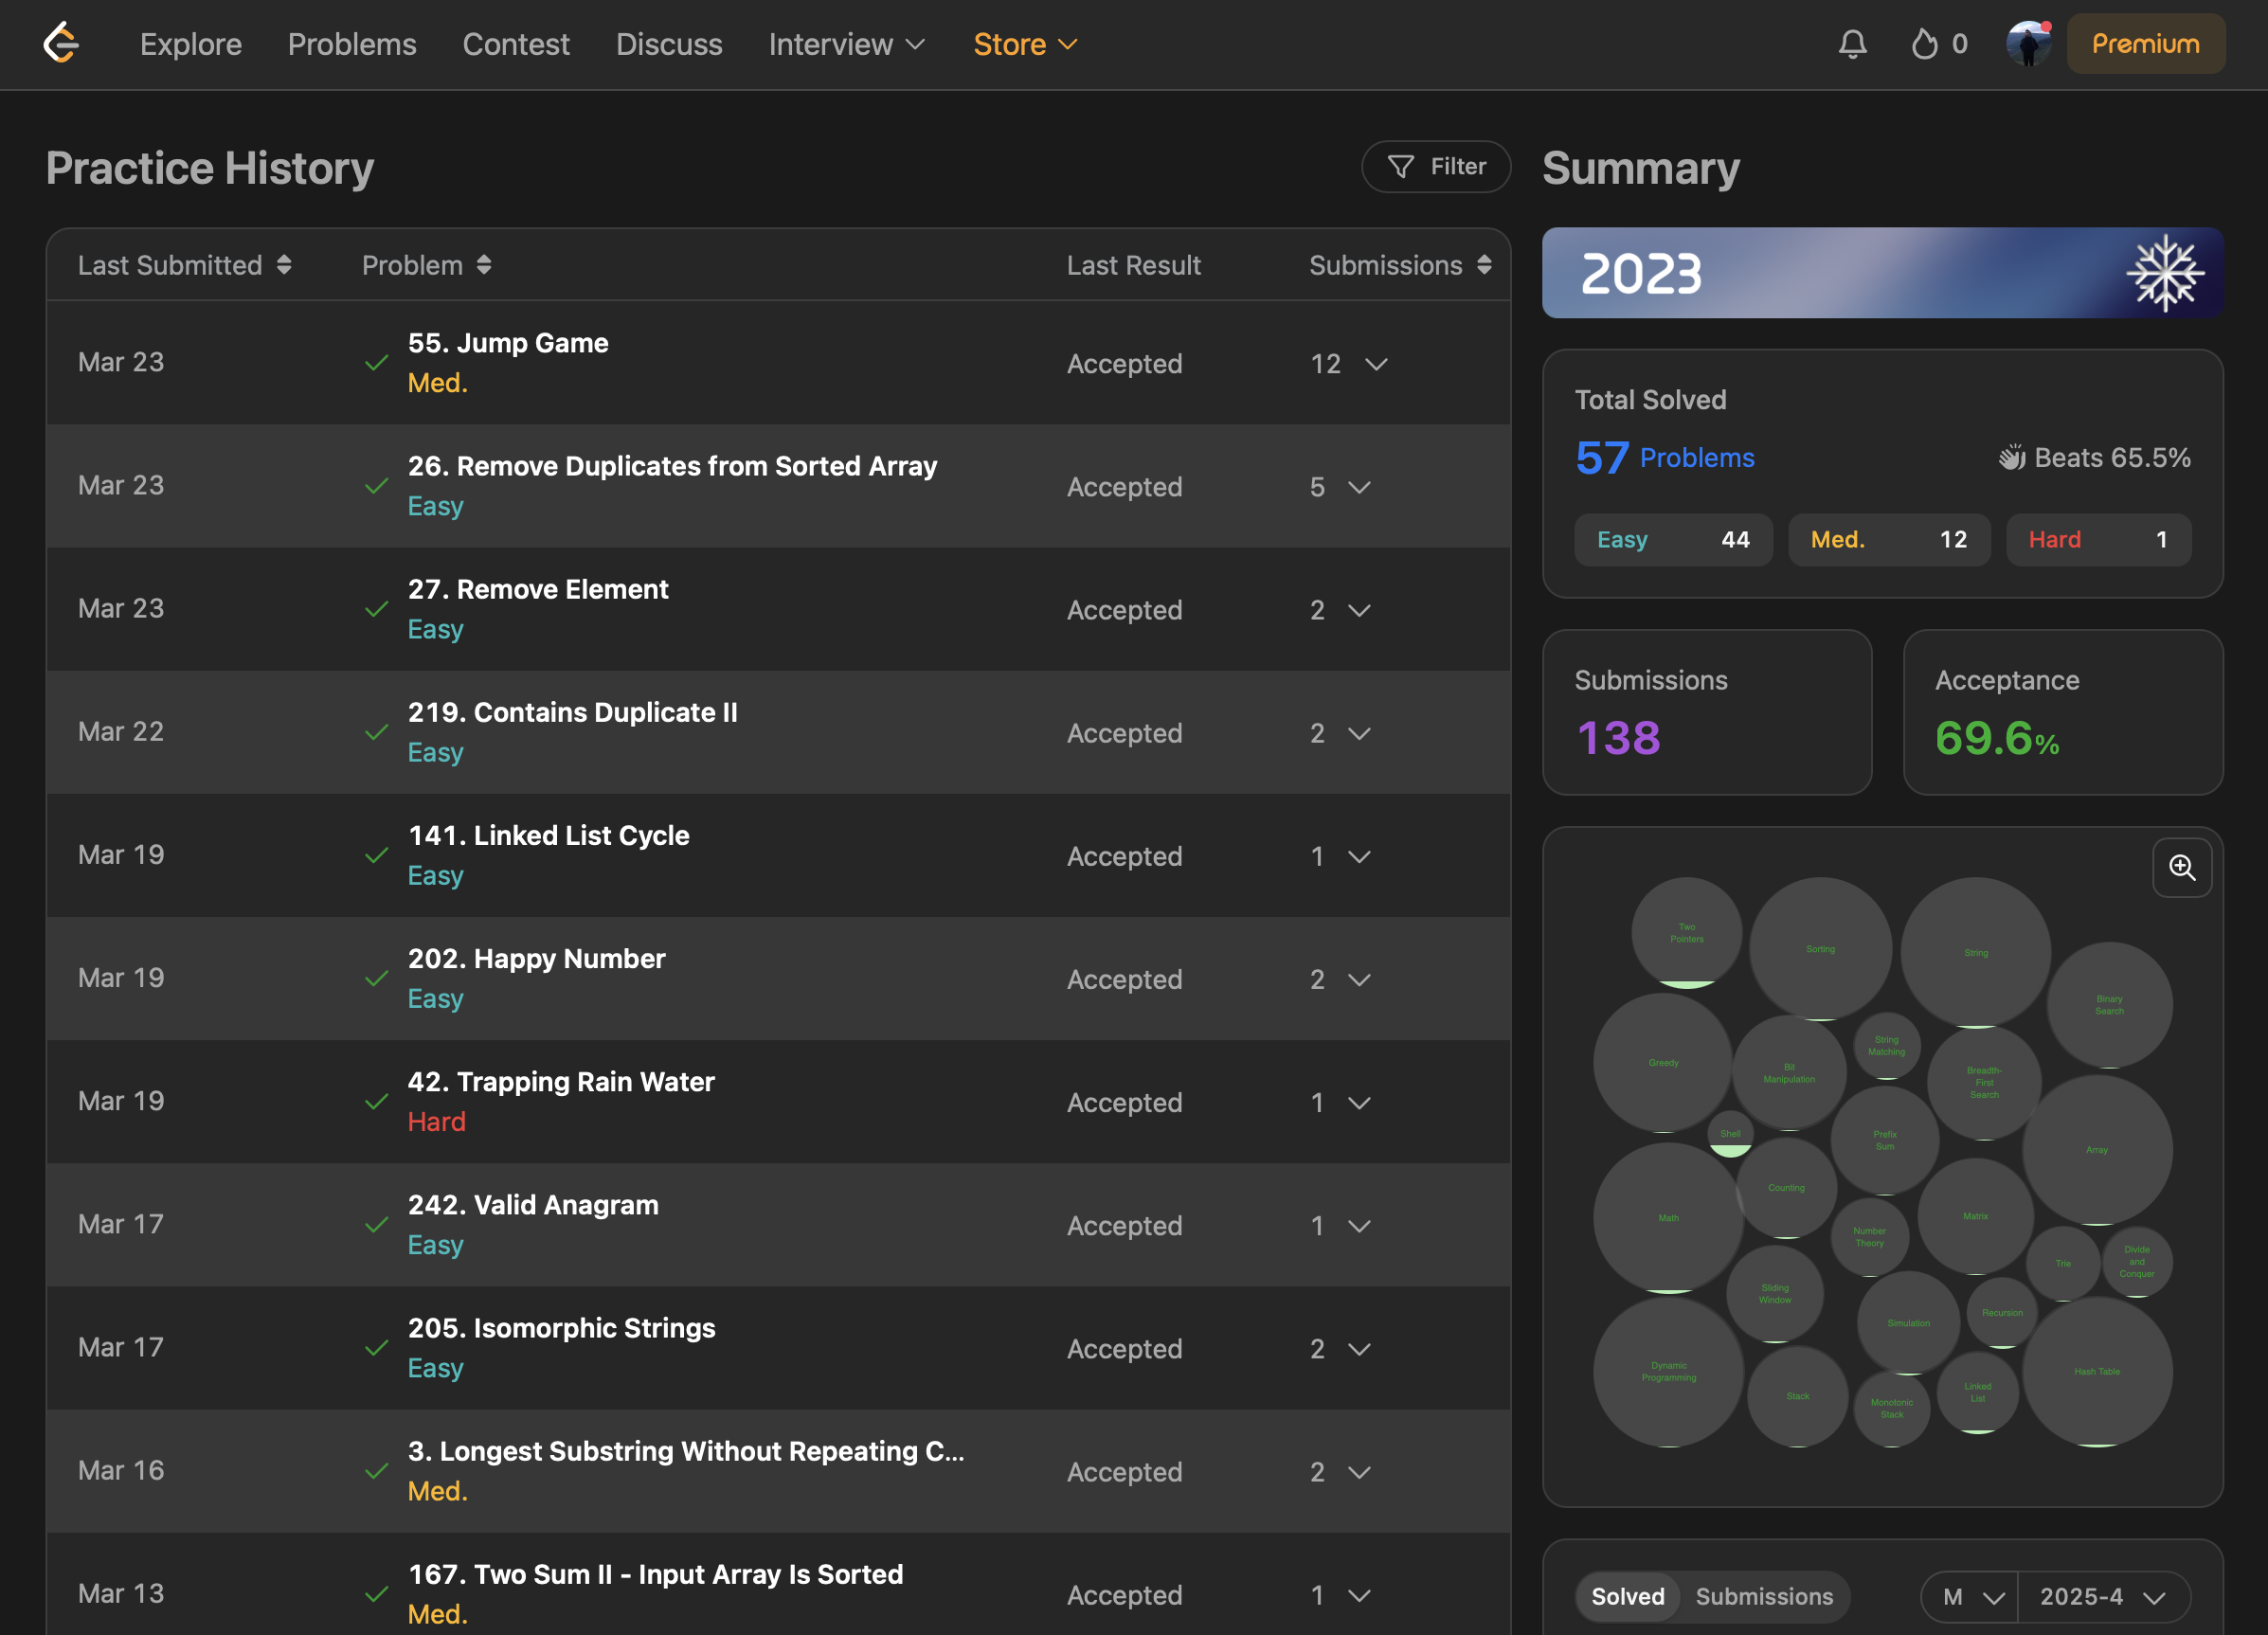 Explore Problems Contest Discuss Interview Store 0 Premium
Practice History
Filter
Last Submitted Problem Last Result Submissions
Mar 23 55. Jump Game Accepted 12
Med.
Mar 23 26. Remove Duplicates from Sorted Array Accepted 5
Easy
Mar 23 27. Remove Element Accepted 2
Easy
Mar 22 219. Contains Duplicate II Accepted 2
Easy
Mar 19 141. Linked List Cycle Accepted 1
Easy
Mar 19 202. Happy Number Accepted 2
Easy
Mar 19 42. Trapping Rain Water Accepted 1
Hard
Mar 17 242. Valid Anagram Accepted 1
Easy
Mar 17 205. Isomorphic Strings Accepted 2
Easy
Mar 16 3. Longest Substring Without Repeating C... Accepted 2
Med.
Mar 13 167. Two Sum II - Input Array Is Sorted Accepted 1
Med.
Summary
2023
Total Solved
57 Problems Beats 65.5%
Easy 44 Med. 12 Hard 1
Submissions
138
Acceptance
69.6%
Two
Pointers
Sorting
String
Binary
Search
Greedy
Bit
Manipulation
String
Matching
Breadth-
First
Search
Shell
Prefix
Sum
Array
Math
Counting
Number
Theory
Matrix
Trie
Divide
and
Conquer
Sliding
Window
Simulation
Recursion
Dynamic
Programming
Stack
Monotonic
Stack
Linked
List
Hash Table
Solved Submissions M 2025-4